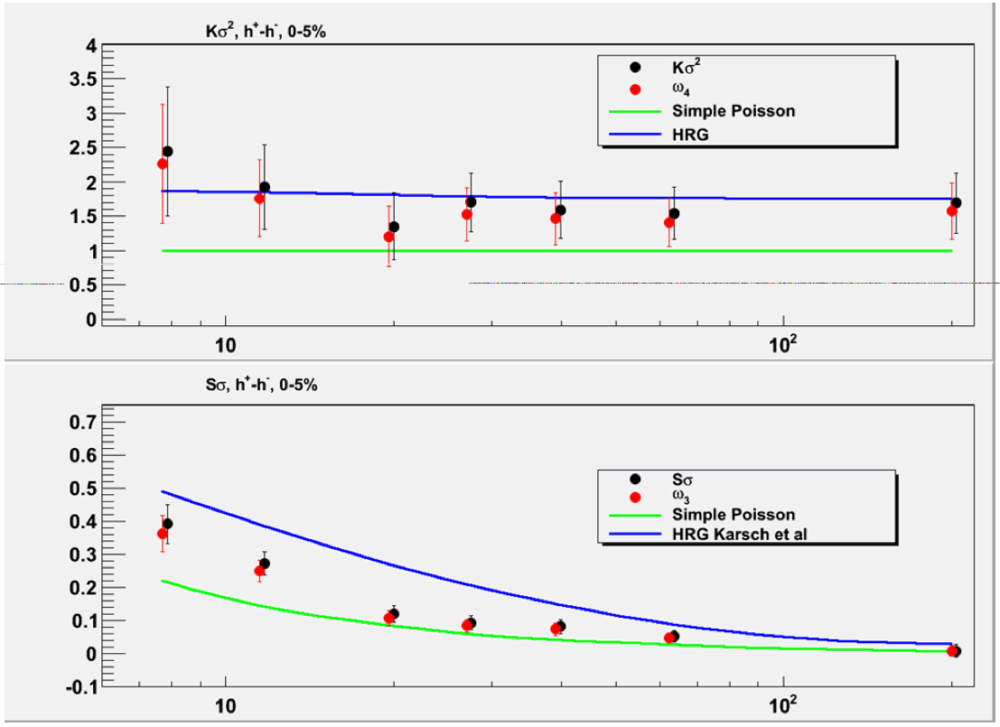 Kσ², h⁺-h⁻, 0-5%
4
3.5
3
2.5
2
1.5
1
0.5
0
Kσ²
ω₄
Simple Poisson
HRG
10
10²
Sσ, h⁺-h⁻, 0-5%
0.7
0.6
0.5
0.4
0.3
0.2
0.1
0
-0.1
Sσ
ω₃
Simple Poisson
HRG Karsch et al
10
10²